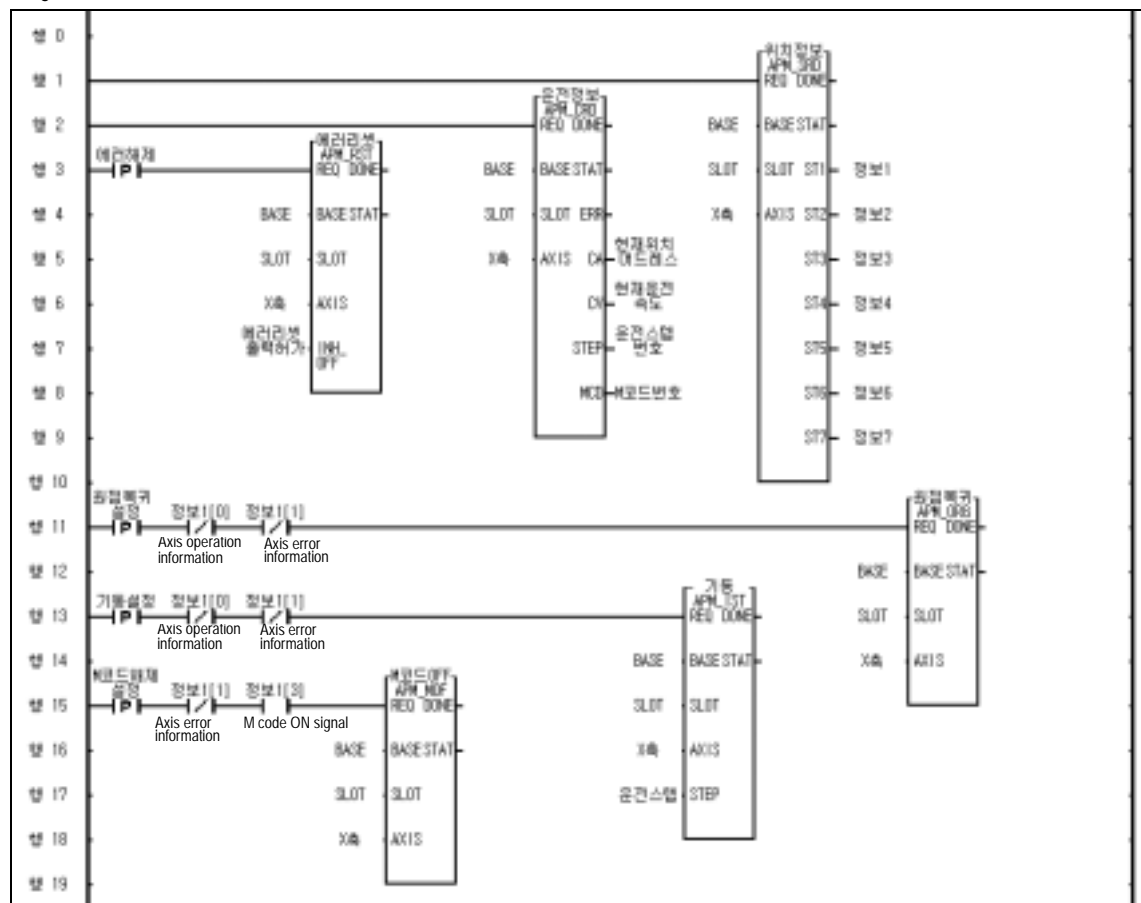 행 0
위치정보
APM_SRD
행 1
REQ DONE
운전정보
APM_CRD
행 2
REQ DONE
BASE
BASE STAT
에러리셋
APM_RST
에러해제
행 3
P
REQ DONE
BASE
BASE STAT
SLOT
SLOT ST1
정보1
행 4
BASE
BASE STAT
SLOT
SLOT ERR
X축
AXIS ST2
정보2
행 5
SLOT
SLOT
X축
AXIS CA
현재위치
어드레스
ST3
정보3
행 6
X축
AXIS
CV
현재운전
속도
ST4
정보4
행 7
에러리셋
출력허가
INH_
OFF
STEP
운전스텝
번호
ST5
정보5
행 8
MCD
M코드번호
ST6
정보6
행 9
ST7
정보7
행 10
원점복귀
설정
정보1[0]
정보1[1]
원점복귀
APM_ORG
행 11
P
REQ DONE
Axis operation
information
Axis error
information
행 12
BASE
BASE STAT
기동
APM_IST
기동설정
정보1[0]
정보1[1]
행 13
P
REQ DONE
SLOT
SLOT
Axis operation
information
Axis error
information
행 14
BASE
BASE STAT
X축
AXIS
M코드해제
설정
정보1[1]
정보1[3]
M코드OFF
APM_MOF
행 15
P
REQ DONE
SLOT
SLOT
Axis error
information
M code ON signal
행 16
BASE
BASE STAT
X축
AXIS
행 17
SLOT
SLOT
운전스텝
STEP
행 18
X축
AXIS
행 19